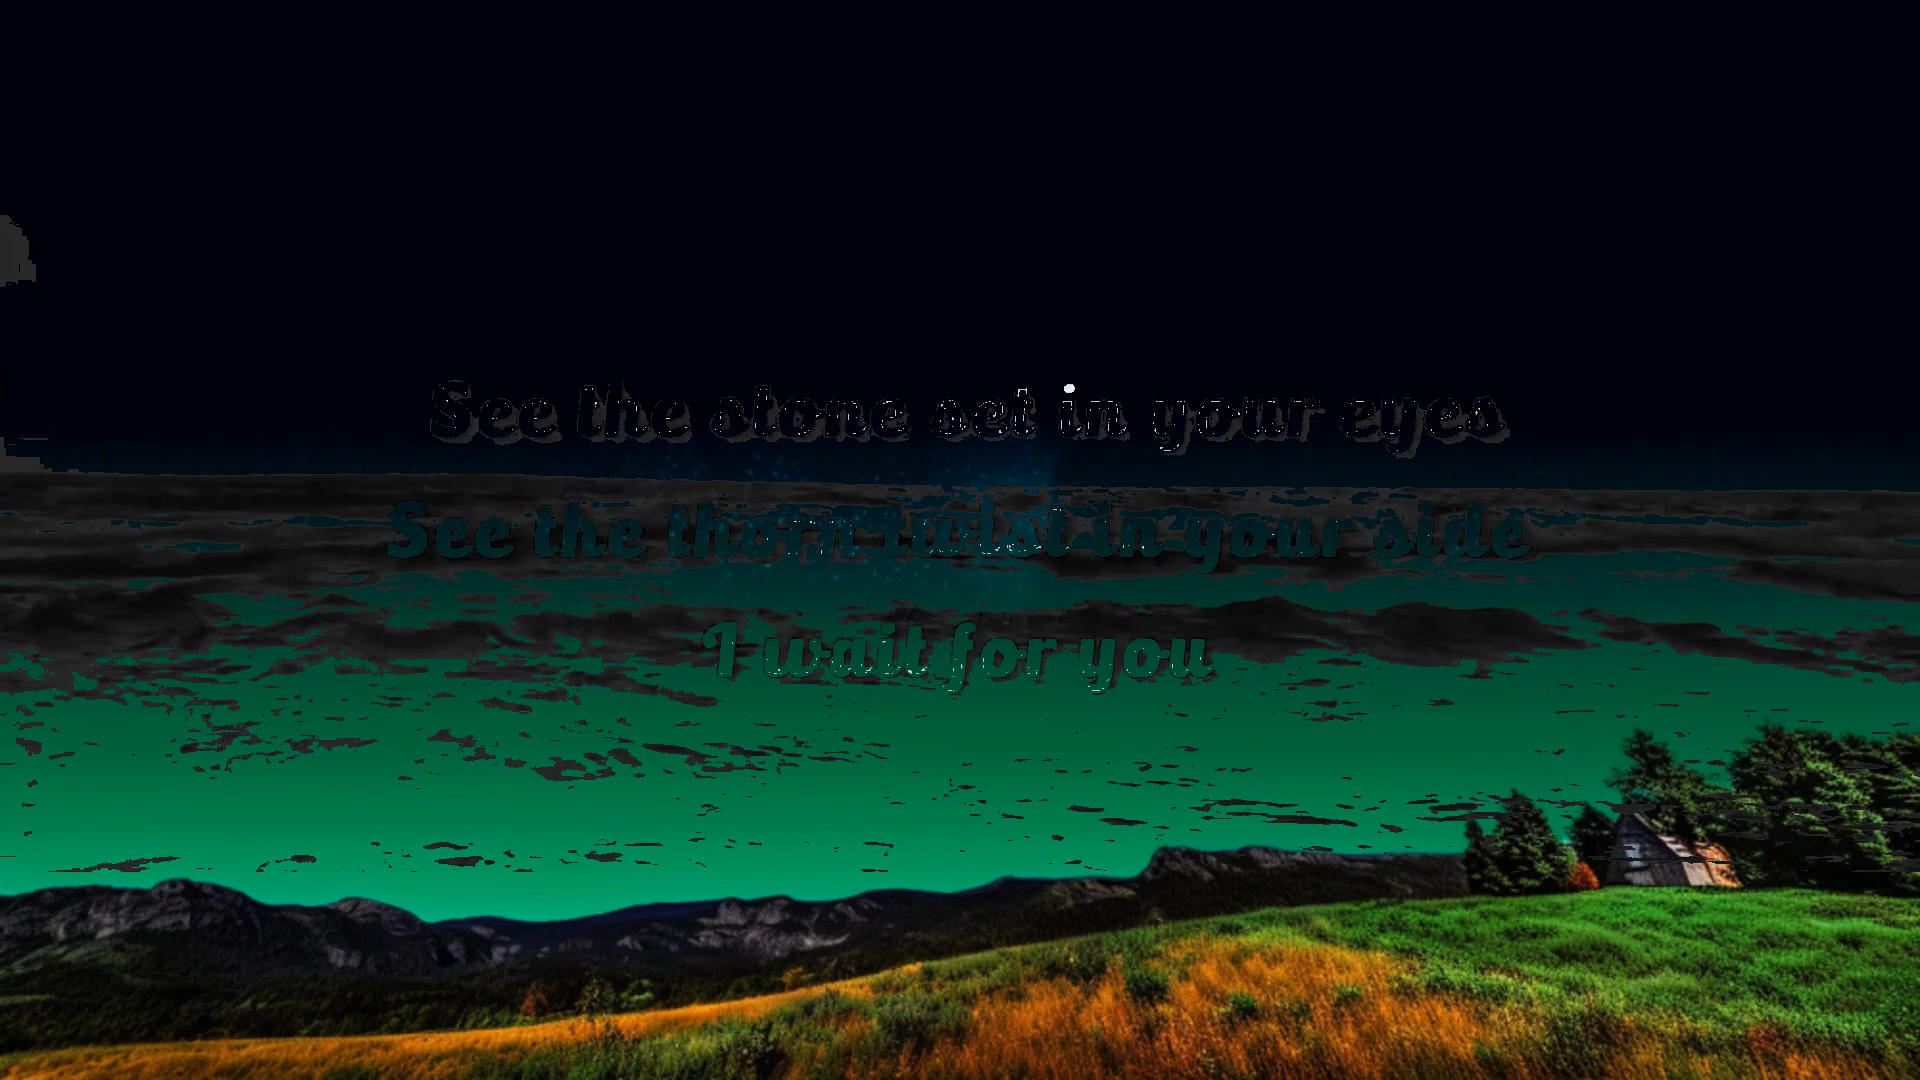 See the stone set in your eyes
See the thorn twist in your side
I wait for you